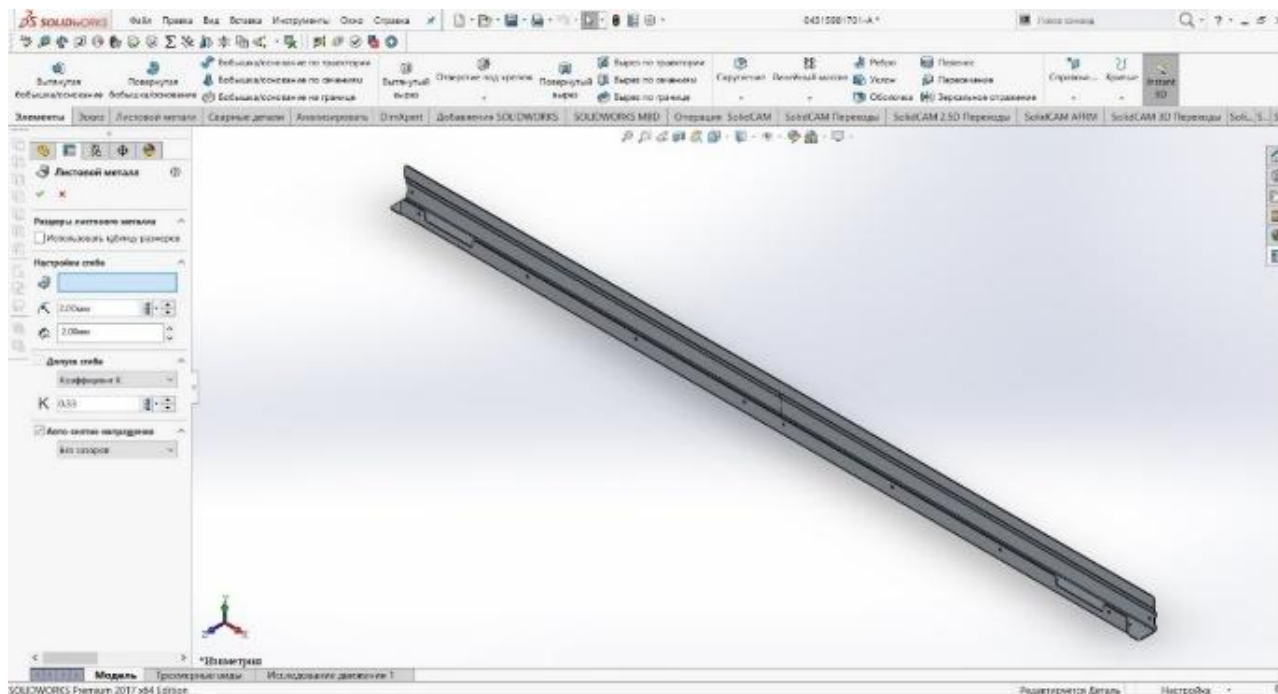 SOLIDWORKS Файл Правка Вид Вставка Инструменты Окно Справка 04315981701-A *
Вытянутая бобышка/основание
Повернутая бобышка/основание
Бобышка/основание по траектории
Бобышка/основание по сечениям
Бобышка/основание на границе
Вытянутый вырез
Отверстие под крепеж
Повернутый вырез
Вырез по траектории
Вырез по сечениям
Вырез по границе
Скругление
Линейный массив
Ребро
Уклон
Оболочка
Перенос
Пересечение
Зеркальное отражение
Кривые
Instant 3D
Элементы Эскиз Листовой металл Сварные детали Анализировать DimXpert Добавления SOLIDWORKS SOLIDWORKS MBD Операции SolidCAM SolidCAM Переходы SolidCAM 2.5D Переходы SolidCAM AFRM SolidCAM 3D Переходы
Листовой металл
Размеры листового металла
Использовать таблицу размеров
Настройки сгиба
2.00мм
2.00мм
Допуск сгиба
Коэффициент K
K 0.33
Авто снятие напряжения
Без зазоров
*Изометрия
Модель Трехмерные виды Исследование движения 1
SOLIDWORKS Premium 2017 x64 Edition Редактируется Деталь Настройка